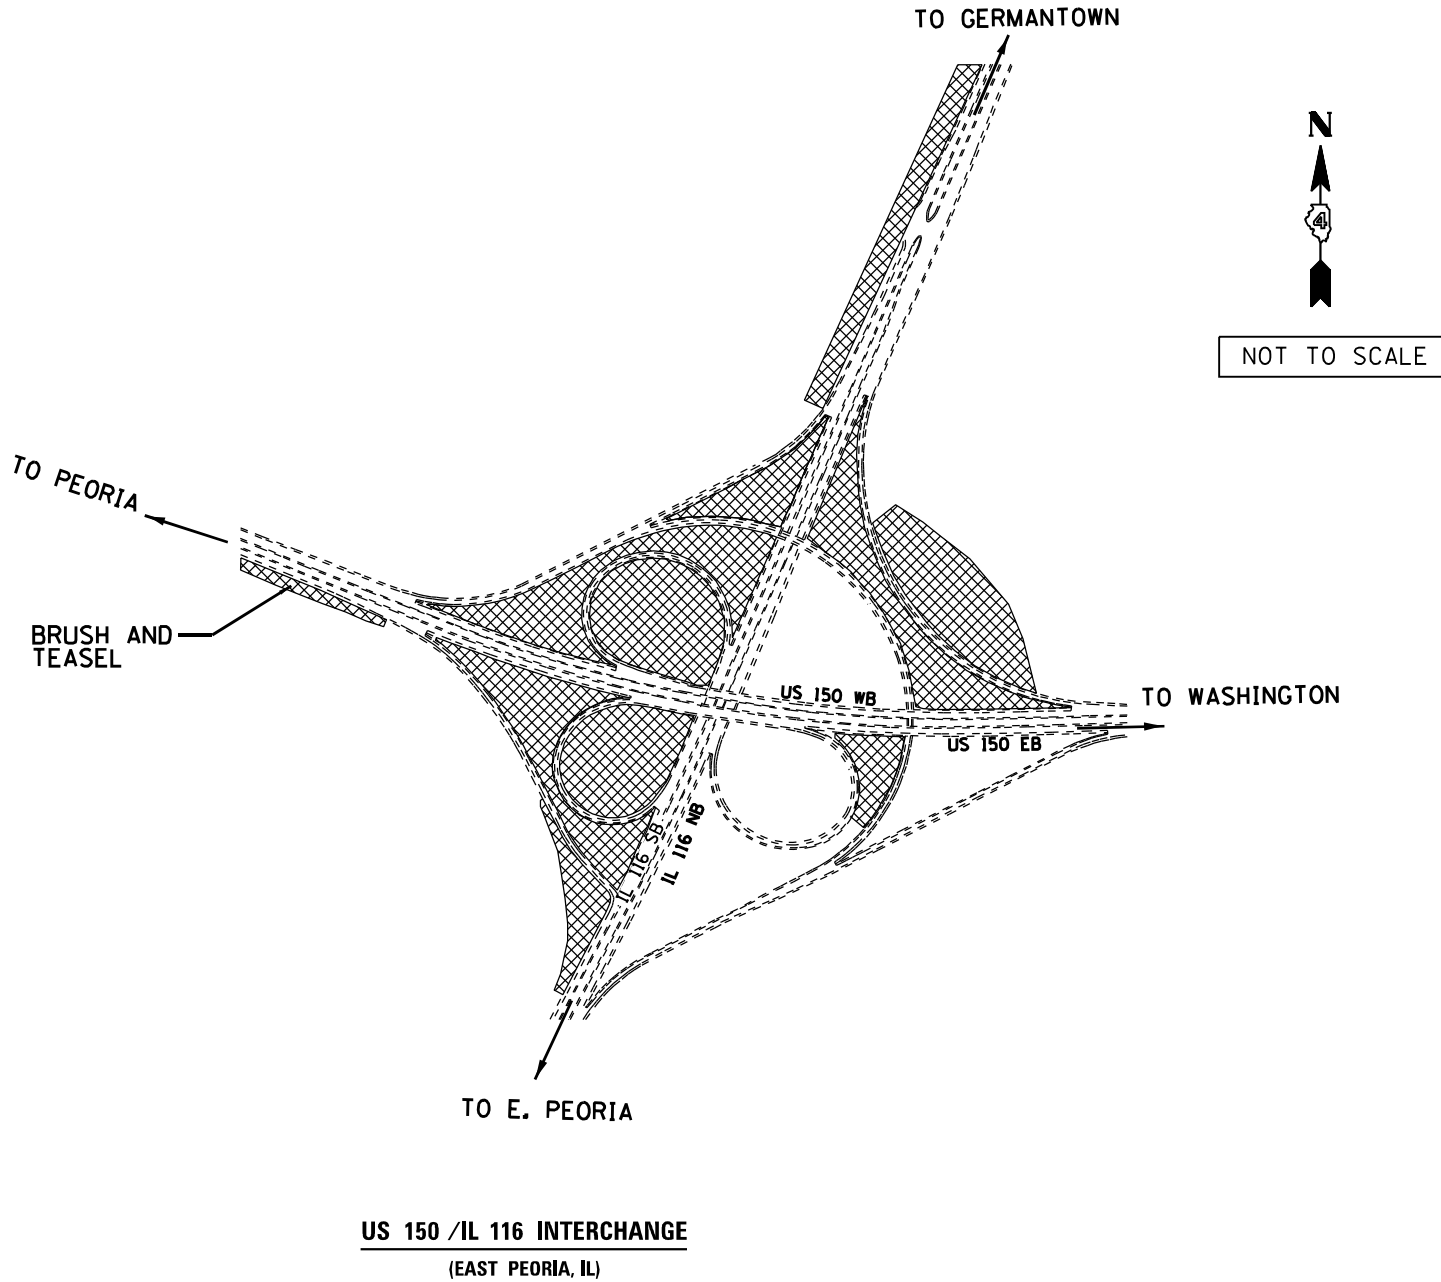 TO GERMANTOWN
N
4
NOT TO SCALE
TO PEORIA
BRUSH AND
TEASEL
US 150 WB
TO WASHINGTON
US 150 EB
IL 116 SB
IL 116 NB
TO E. PEORIA
US 150 /IL 116 INTERCHANGE
(EAST PEORIA, IL)